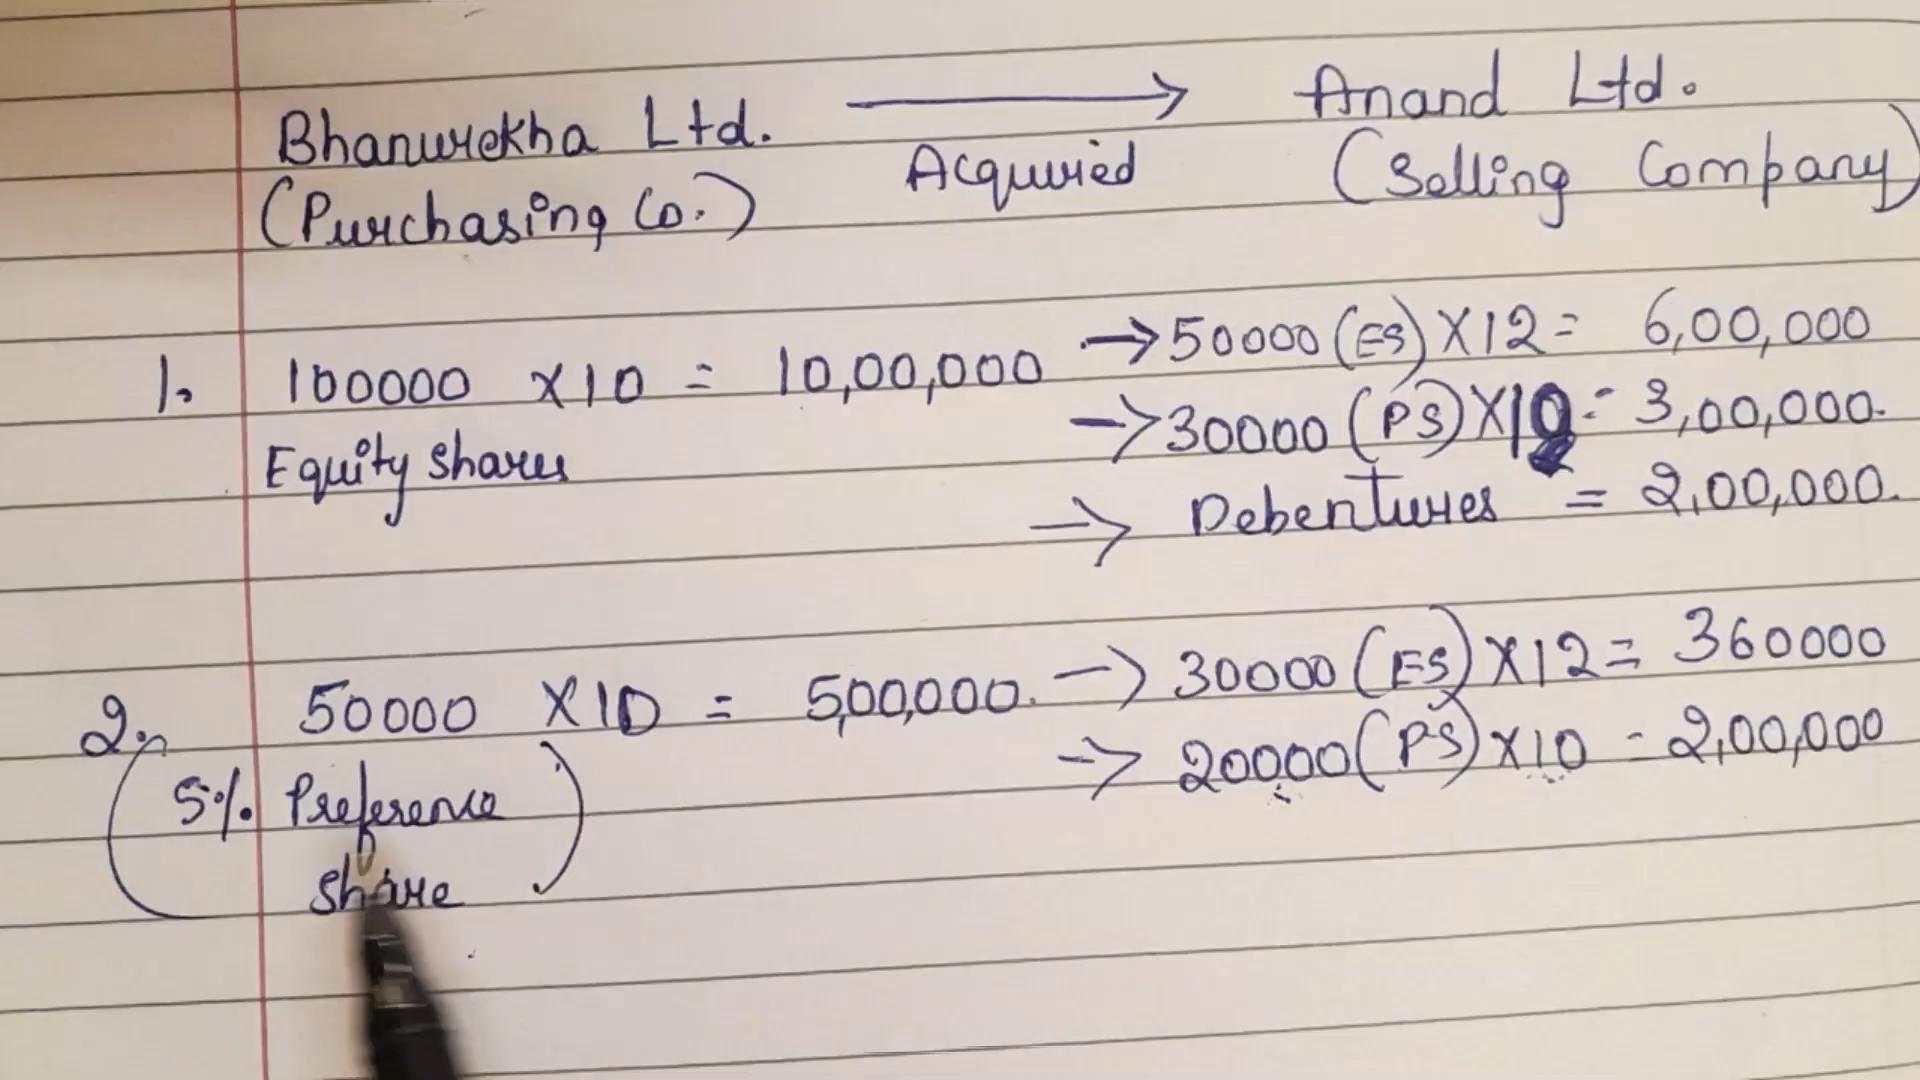 Bhanurekha Ltd. → Anand Ltd.
(Purchasing Co.) Acquried (Selling Company)
1. 100000 X10 = 10,00,000 → 50000 (ES) X12 = 6,00,000
→ 30000 (PS) X10 = 3,00,000.
Equity shares
→ Debentures = 2,00,000.
2. 50000 X10 = 5,00,000. → 30000 (ES) X12 = 360000
→ 20000 (PS) X10 = 2,00,000
(5% Preference
share)